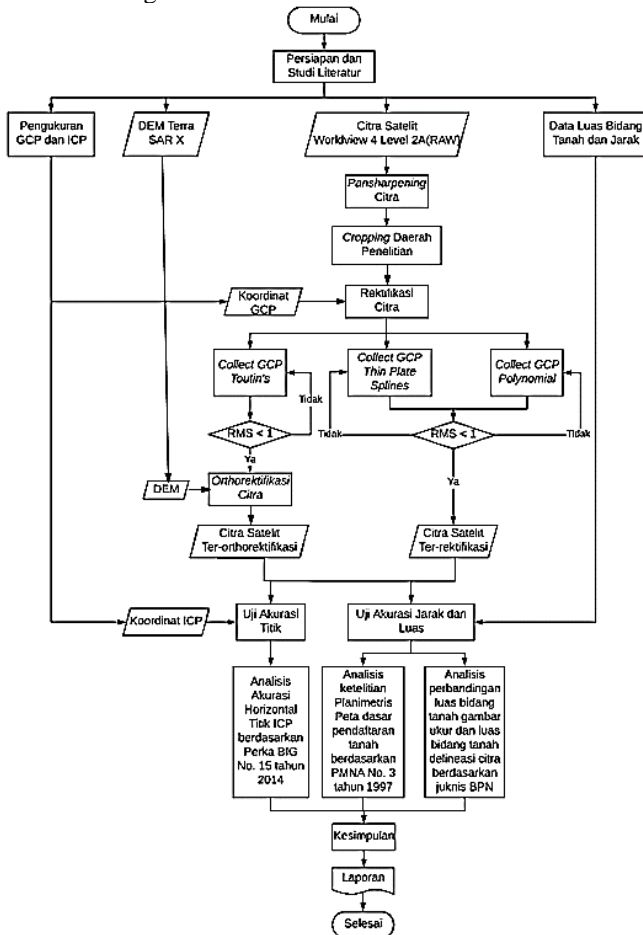 Mulai
Persiapan dan
Studi Literatur
Pengukuran
GCP dan ICP
DEM Terra
SAR X
Citra Satelit
Worldview 4 Level 2A(RAW)
Data Luas Bidang
Tanah dan Jarak
Pansharpening
Citra
Cropping Daerah
Penelitian
Koordinat
GCP
Rektifikasi
Citra
Collect GCP
Toutin's
Collect GCP
Thin Plate
Splines
Collect GCP
Polynomial
Tidak
RMS < 1
Tidak
RMS < 1
Tidak
Ya
Ya
DEM
Orthorektifikasi
Citra
Citra Satelit
Ter-orthorektifikasi
Citra Satelit
Ter-rektifikasi
Koordinat ICP
Uji Akurasi
Titik
Uji Akurasi Jarak dan
Luas
Analisis
Akurasi
Horizontal
Titik ICP
berdasarkan
Perka BIG
No. 15 tahun
2014
Analisis
ketelitian
Planimetris
Peta dasar
pendaftaran
tanah
berdasarkan
PMNA No. 3
tahun 1997
Analisis
perbandingan
luas bidang
tanah gambar
ukur dan luas
bidang tanah
delineasi citra
berdasarkan
juknis BPN
Kesimpulan
Laporan
Selesai